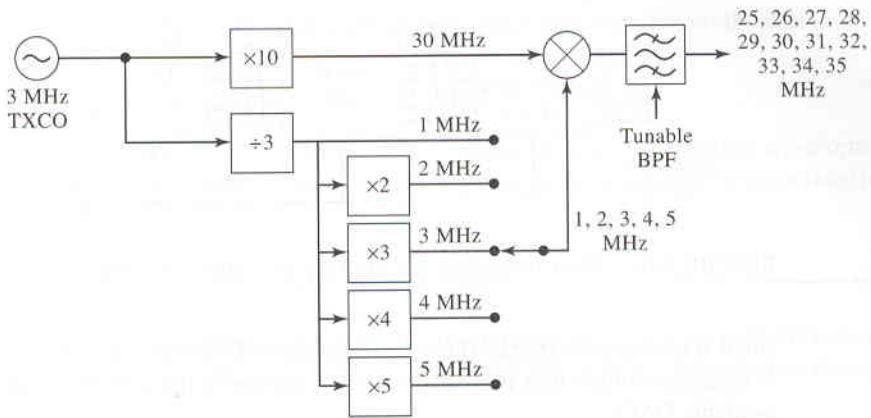 25, 26, 27, 28,
29, 30, 31, 32,
33, 34, 35
MHz
×10
30 MHz
3 MHz
TXCO
÷3
1 MHz
Tunable
BPF
×2
2 MHz
1, 2, 3, 4, 5
MHz
×3
3 MHz
×4
4 MHz
×5
5 MHz